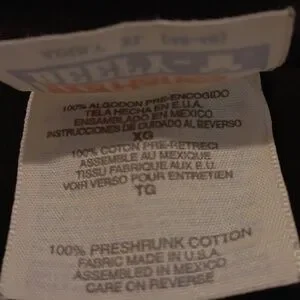 100% ALGODON PRE-ENCOGIDO
TELA HECHA EN E.U.A.
ENSAMBLADO EN MEXICO
INSTRUCCIONES DE CUIDADO AL REVERSO
XG
100% COTON PRE-RETRECI
ASSEMBLE AU MEXIQUE
TISSU FABRIQUE AUX E.U.
VOIR VERSO POUR ENTRETIEN
TG
100% PRESHRUNK COTTON
FABRIC MADE IN U.S.A.
ASSEMBLED IN MEXICO
CARE ON REVERSE